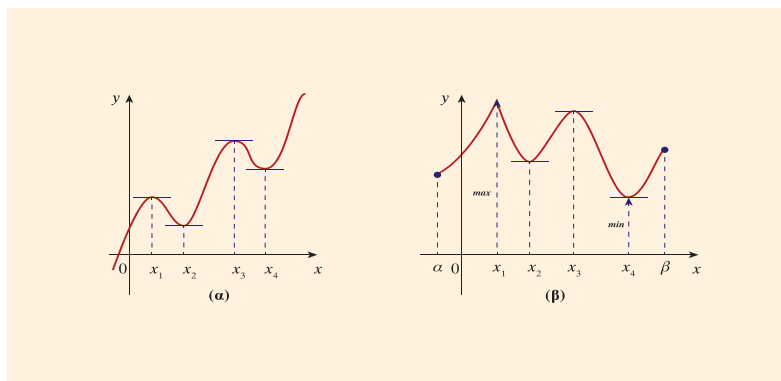 y
0 x₁ x₂ x₃ x₄ x
(α)
y
max
min
α 0 x₁ x₂ x₃ x₄ β x
(β)